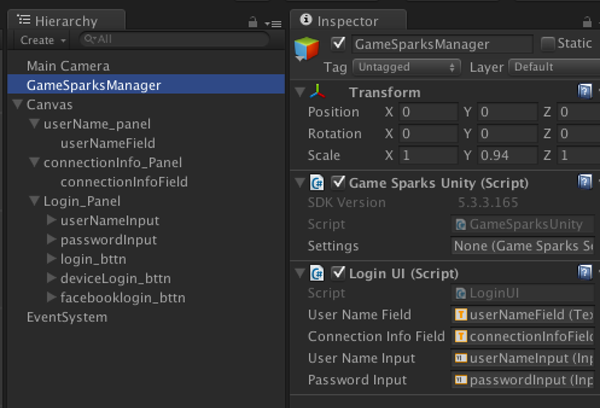 Hierarchy
Create
All
Main Camera
GameSparksManager
Canvas
userName_panel
userNameField
connectionInfo_Panel
connectionInfoField
Login_Panel
userNameInput
passwordInput
login_bttn
deviceLogin_bttn
facebooklogin_bttn
EventSystem
Inspector
GameSparksManager Static
Tag Untagged Layer Default
Transform
Position X 0 Y 0 Z 0
Rotation X 0 Y 0 Z 0
Scale X 1 Y 0.94 Z 1
Game Sparks Unity (Script)
SDK Version 5.3.3.165
Script GameSparksUnity
Settings None (Game Sparks Se
Login UI (Script)
Script LoginUI
User Name Field userNameField (Tex
Connection Info Field connectionInfoField
User Name Input userNameInput (Inp
Password Input passwordInput (Inp